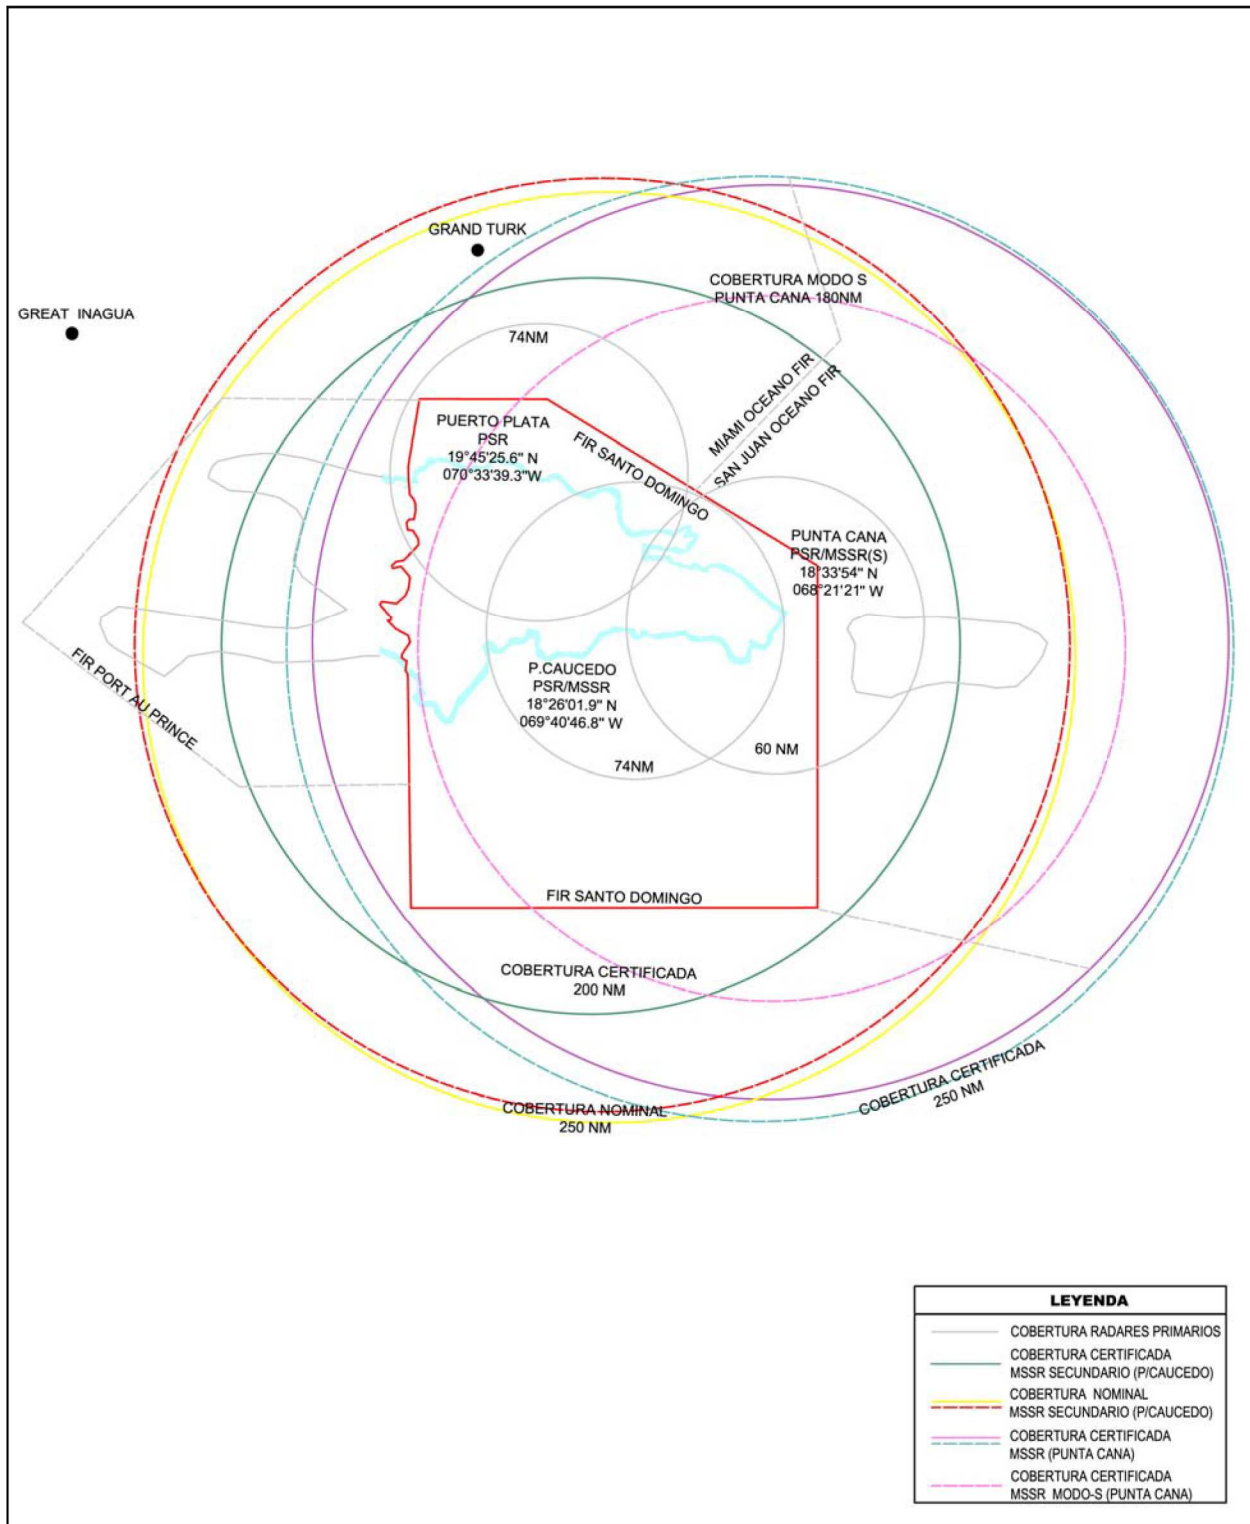 GRAND TURK
GREAT INAGUA
COBERTURA MODO S
PUNTA CANA 180NM
74NM
MIAMI OCEANO FIR
SAN JUAN OCEANO FIR
PUERTO PLATA
PSR
19°45'25.6" N
070°33'39.3"W
FIR SANTO DOMINGO
PUNTA CANA
PSR/MSSR(S)
18°33'54" N
068°21'21" W
FIR PORT AU PRINCE
P.CAUCEDO
PSR/MSSR
18°26'01.9" N
069°40'46.8" W
60 NM
74NM
FIR SANTO DOMINGO
COBERTURA CERTIFICADA
200 NM
COBERTURA CERTIFICADA
250 NM
COBERTURA NOMINAL
250 NM
LEYENDA
COBERTURA RADARES PRIMARIOS
COBERTURA CERTIFICADA
MSSR SECUNDARIO (P/CAUCEDO)
COBERTURA NOMINAL
MSSR SECUNDARIO (P/CAUCEDO)
COBERTURA CERTIFICADA
MSSR (PUNTA CANA)
COBERTURA CERTIFICADA
MSSR MODO-S (PUNTA CANA)